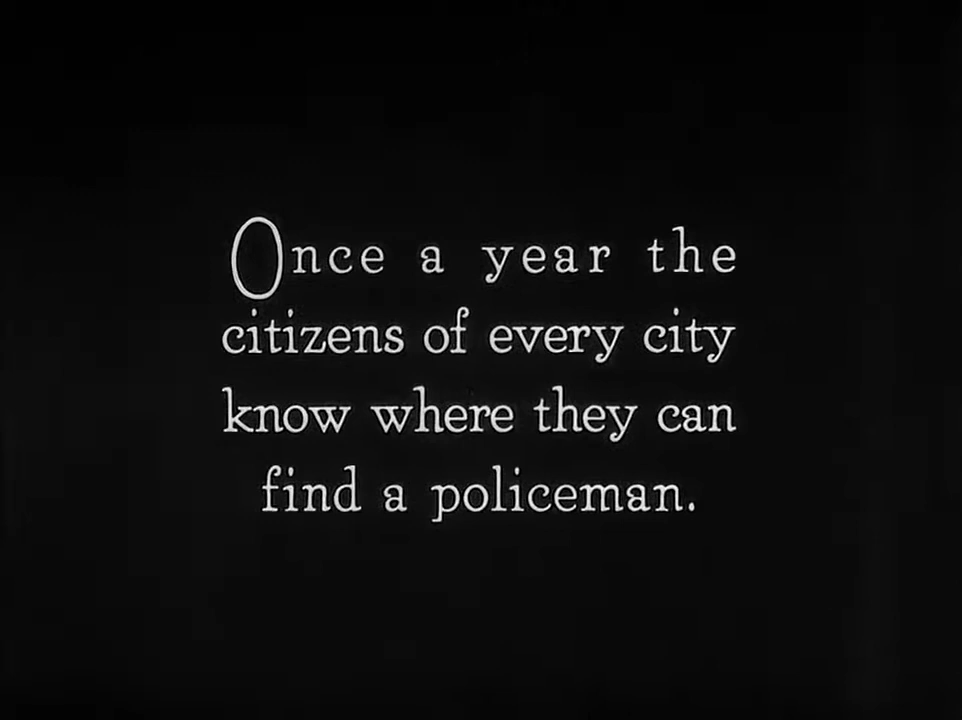 Once a year the
citizens of every city
know where they can
find a policeman.